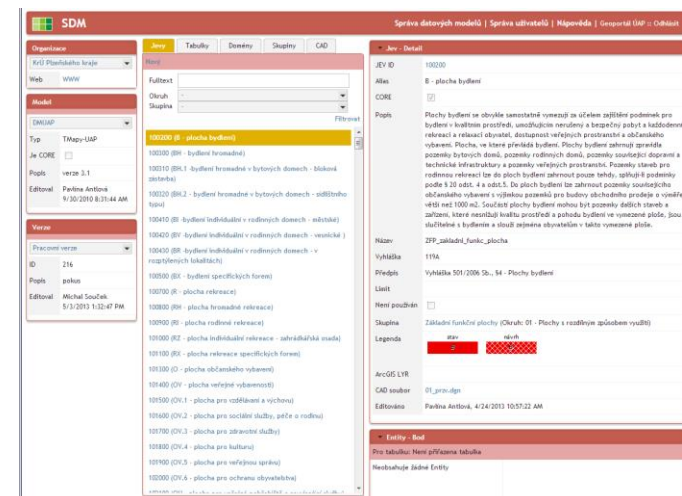 SDM
Správa datových modelů | Správa uživatelů | Nápověda | Geoportál ÚAP :: Odhlásit
Organizace
KrÚ Plzeňského kraje
Web WWW
Model
DMUAP
Typ TMapy-UAP
Je CORE
Popis verze 3.1
Editoval Pavlína Antlová
9/30/2010 8:31:44 AM
Verze
Pracovní verze
ID 216
Popis pokus
Editoval Michal Souček
5/3/2013 1:32:47 PM
Jevy Tabulky Domény Skupiny CAD
Nový
Fulltext
Okruh -
Skupina -
Filtrovat
100200 (B - plocha bydlení)
100300 (BH - bydlení hromadné)
100310 (BH.1 -bydlení hromadné v bytových domech - bloková
zástavba)
100320 (BH.2 - bydlení hromadné v bytových domech - sídlištního
typu)
100410 (BI -bydlení individuální v rodinných domech - městské)
100420 (BV -bydlení individuální v rodinných domech - vesnické )
100430 (BR -bydlení individuální v rodinných domech - v
rozptýlených lokalitách)
100500 (BX - bydlení specifických forem)
100700 (R - plocha rekreace)
100800 (RH - plocha hromadné rekreace)
100900 (RI - plocha rodinné rekreace)
101000 (RZ - plocha individuální rekreace - zahrádkářská osada)
101100 (RX - plocha rekreace specifických forem)
101300 (O - plocha občanského vybavení)
101400 (OV - plocha veřejné vybavenosti)
101500 (OV.1 - plocha pro vzdělávání a výchovu)
101600 (OV.2 - plocha pro sociální služby, péče o rodinu)
101700 (OV.3 - plocha pro zdravotní služby)
101800 (OV.4 - plocha pro kulturu)
101900 (OV.5 - plocha pro veřejnou správu)
102000 (OV.6 - plocha pro ochranu obyvatelstva)
Jev - Detail
JEV ID 100200
Alias B - plocha bydlení
CORE
Popis Plochy bydlení se obvykle samostatně vymezují za účelem zajištění podmínek pro
bydlení v kvalitním prostředí, umožňujícím nerušený a bezpečný pobyt a každodenní
rekreaci a relaxaci obyvatel, dostupnost veřejných prostranství a občanského
vybavení. Plocha, ve které převládá bydlení. Plochy bydlení zahrnují zpravidla
pozemky bytových domů, pozemky rodinných domů, pozemky související dopravní a
technické infrastruktury a pozemky veřejných prostranství. Pozemky staveb pro
rodinnou rekreaci lze do ploch bydlení zahrnout pouze tehdy, splňují-li podmínky
podle § 20 odst. 4 a odst.5. Do ploch bydlení lze zahrnout pozemky souvisejícího
občanského vybavení s výjimkou pozemků pro budovy obchodního prodeje o výměře
větší než 1000 m2. Součástí plochy bydlení mohou být pozemky dalších staveb a
zařízení, které nesnižují kvalitu prostředí a pohodu bydlení ve vymezené ploše, jsou
slučitelné s bydlením a slouží zejména obyvatelům v takto vymezené ploše.
Název ZFP_základní_funkc_plocha
Vyhláška 119A
Předpis Vyhláška 501/2006 Sb., §4 - Plochy bydlení
Limit
Není používán
Skupina Základní funkční plochy (Okruh: 01 - Plochy s rozdílným způsobem využití)
Legenda stav návrh
ArcGIS LYR
CAD soubor 01_przv.dgn
Editováno Pavlína Antlová, 4/24/2013 10:57:22 AM
Entity - Bod
Pro tabulku: Není přiřazena tabulka
Neobsahuje žádné Entity